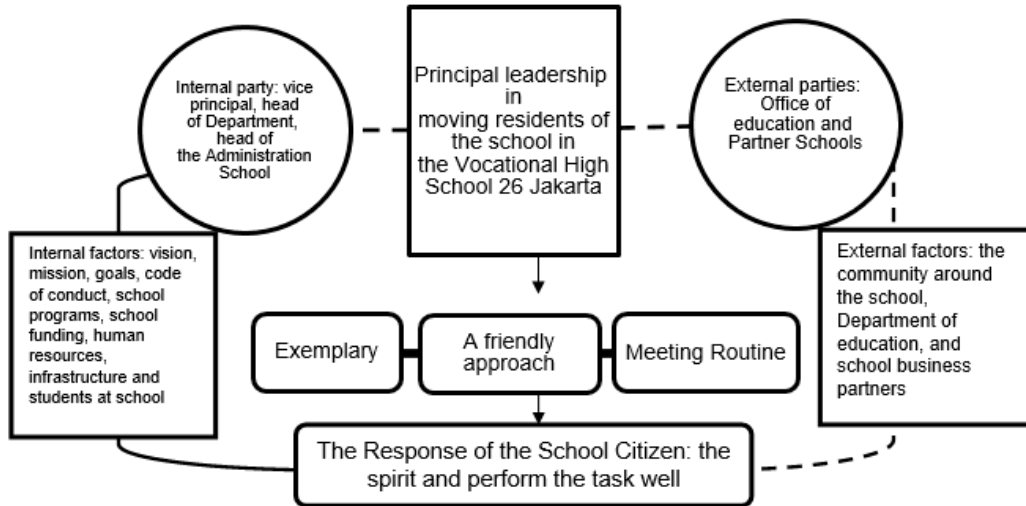 Internal party: vice
principal, head
of Department,
head of
the Administration
School
Principal leadership
in
moving residents of
the school in
the Vocational High
School 26 Jakarta
External parties:
Office of
education and
Partner Schools
Internal factors: vision,
mission, goals, code
of conduct, school
programs, school
funding, human
resources,
infrastructure and
students at school
External factors: the
community around
the school,
Department of
education, and
school business
partners
Exemplary
A friendly
approach
Meeting Routine
The Response of the School Citizen: the
spirit and perform the task well